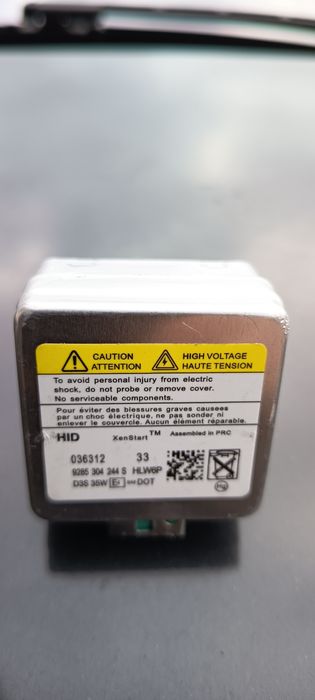 CAUTION
ATTENTION
HIGH VOLTAGE
HAUTE TENSION
To avoid personal injury from electric
shock, do not probe or remove cover.
No serviceable components.
Pour éviter des blessures graves causees
par un choc électrique, ne pas sonder ni
enlever le couvercle. Aucun élément réparable.
HID XenStart™ Assembled in PRC
036312 33
9285 304 244 S HLW6P
D3S 35W DOT
Hg